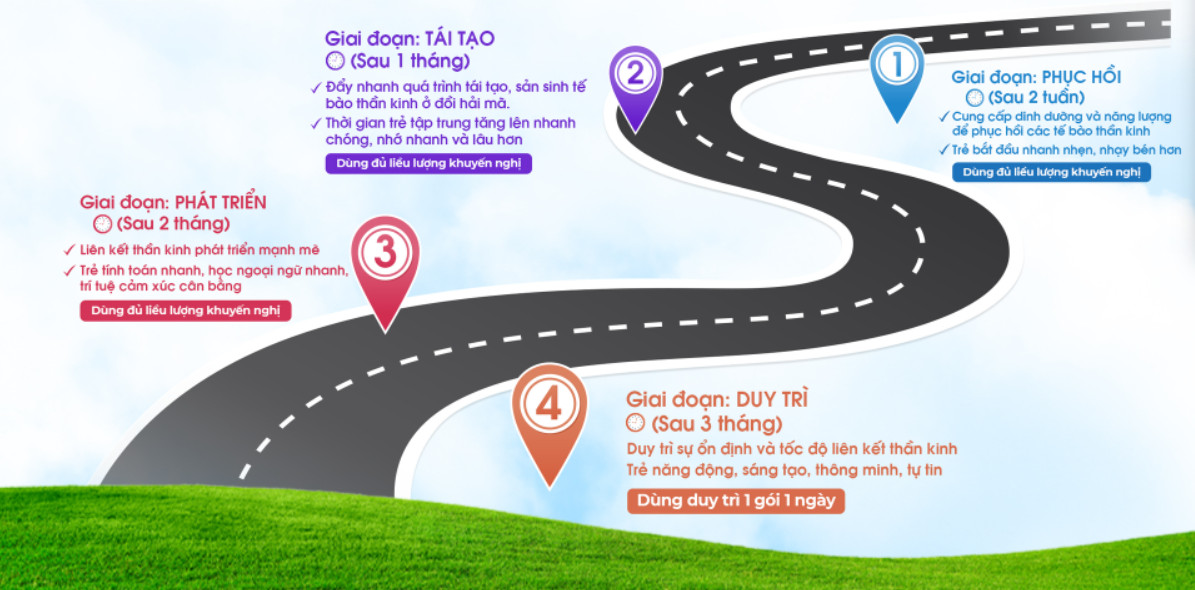 1
Giai đoạn: PHỤC HỒI
(Sau 2 tuần)
✓ Cung cấp dinh dưỡng và năng lượng
để phục hồi các tế bào thần kinh
✓ Trẻ bắt đầu nhanh nhẹn, nhạy bén hơn
Dùng đủ liều lượng khuyến nghị
2
Giai đoạn: TÁI TẠO
(Sau 1 tháng)
✓ Đẩy nhanh quá trình tái tạo, sản sinh tế
bào thần kinh ở đồi hải mã.
✓ Thời gian trẻ tập trung tăng lên nhanh
chóng, nhớ nhanh và lâu hơn
Dùng đủ liều lượng khuyến nghị
3
Giai đoạn: PHÁT TRIỂN
(Sau 2 tháng)
✓ Liên kết thần kinh phát triển mạnh mẽ
✓ Trẻ tính toán nhanh, học ngoại ngữ nhanh,
trí tuệ cảm xúc cân bằng
Dùng đủ liều lượng khuyến nghị
4
Giai đoạn: DUY TRÌ
(Sau 3 tháng)
Duy trì sự ổn định và tốc độ liên kết thần kinh
Trẻ năng động, sáng tạo, thông minh, tự tin
Dùng duy trì 1 gói 1 ngày